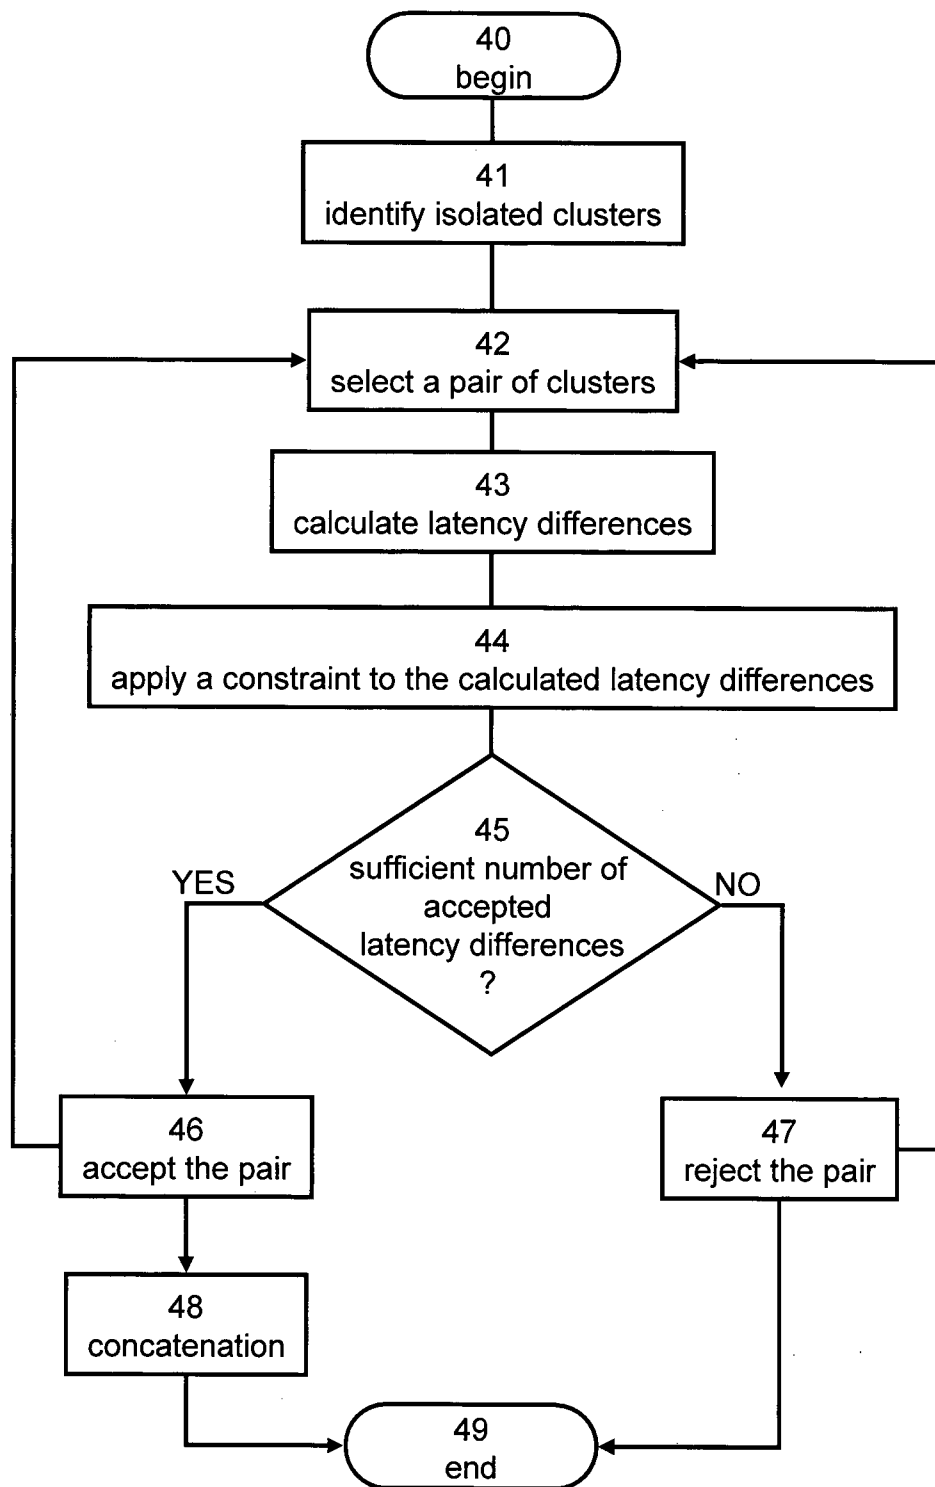 40
begin
41
identify isolated clusters
42
select a pair of clusters
43
calculate latency differences
44
apply a constraint to the calculated latency differences
45
sufficient number of
accepted
latency differences
?
YES
NO
46
accept the pair
47
reject the pair
48
concatenation
49
end